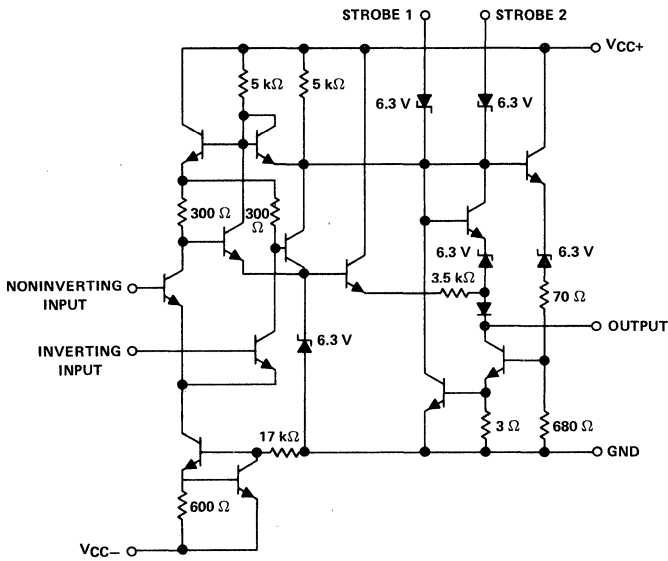 STROBE 1
STROBE 2
VCC+
5 kΩ
5 kΩ
6.3 V
6.3 V
300 Ω
300
Ω
6.3 V
6.3 V
3.5 kΩ
70 Ω
NONINVERTING
INPUT
OUTPUT
INVERTING
INPUT
6.3 V
17 kΩ
3 Ω
680 Ω
GND
600 Ω
VCC–